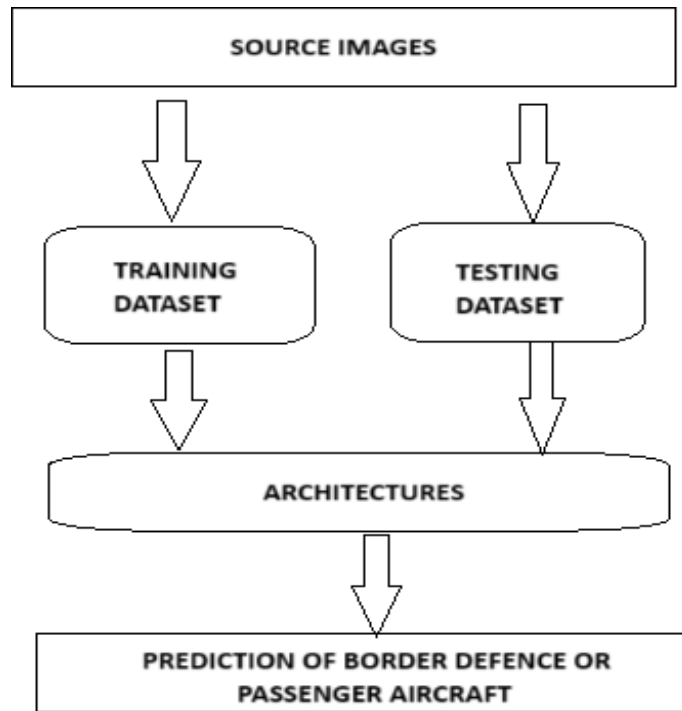 SOURCE IMAGES
TRAINING
DATASET
TESTING
DATASET
ARCHITECTURES
PREDICTION OF BORDER DEFENCE OR
PASSENGER AIRCRAFT